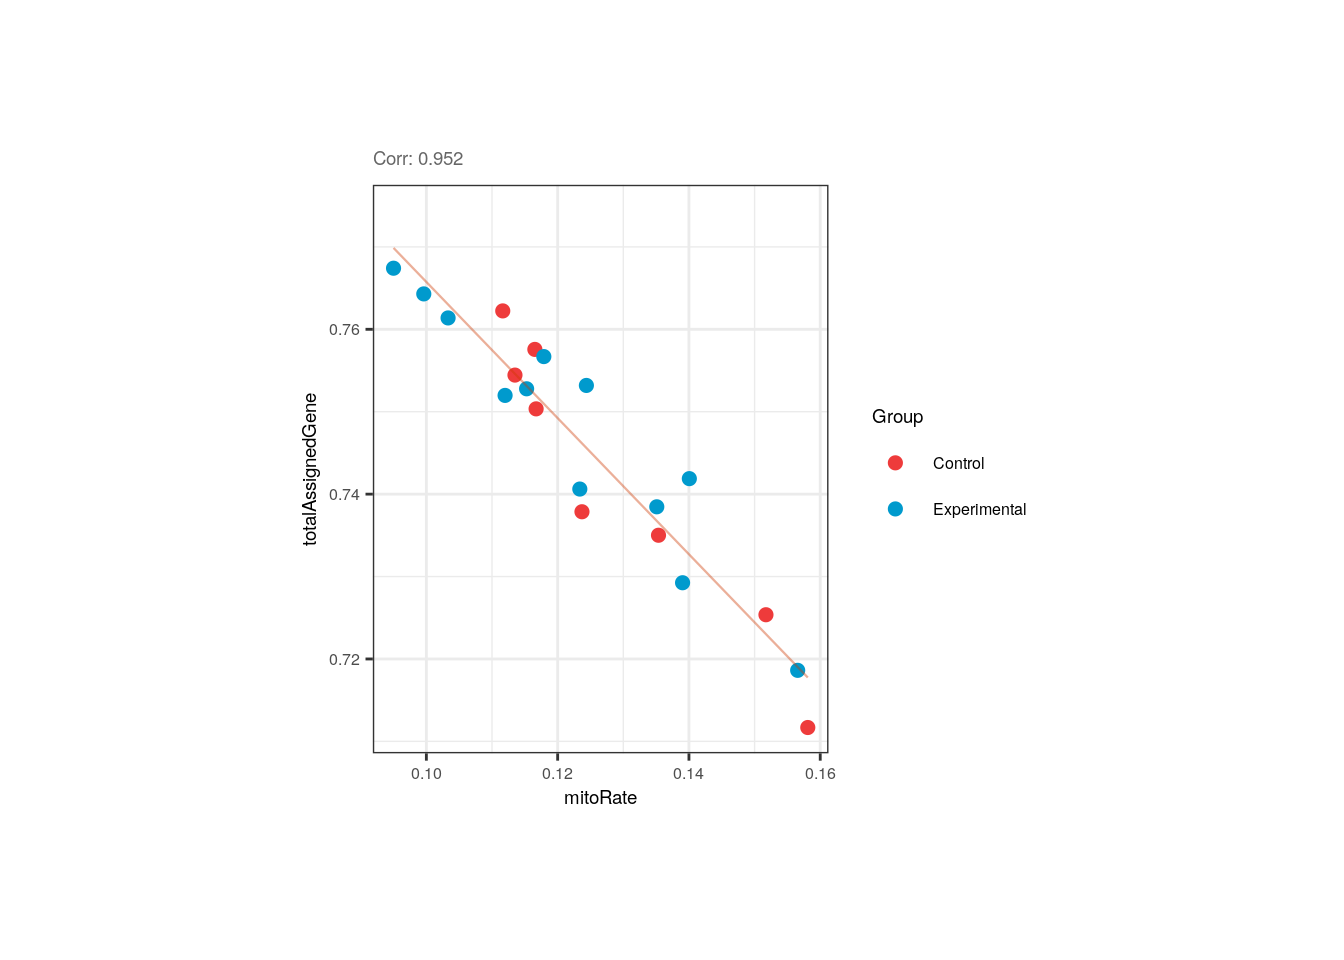 Corr: 0.952
totalAssignedGene
0.76
0.74
0.72
0.10 0.12 0.14 0.16
mitoRate
Group
Control
Experimental